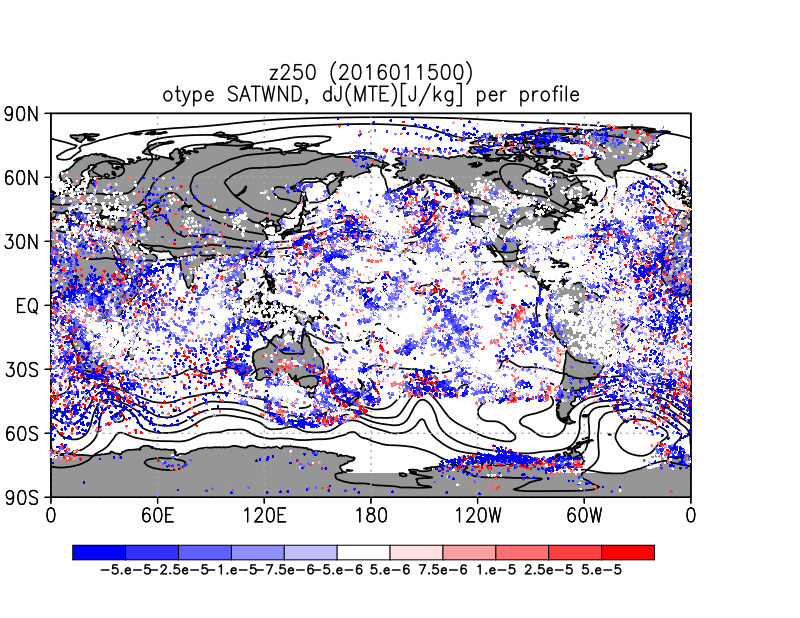 z250 (2016011500)
otype SATWND, dJ(MTE)[J/kg] per profile
90N
60N
30N
EQ
30S
60S
90S
0 60E 120E 180 120W 60W 0
-5.e-5 -2.5e-5 -1.e-5 -7.5e-6 -5.e-6 5.e-6 7.5e-6 1.e-5 2.5e-5 5.e-5